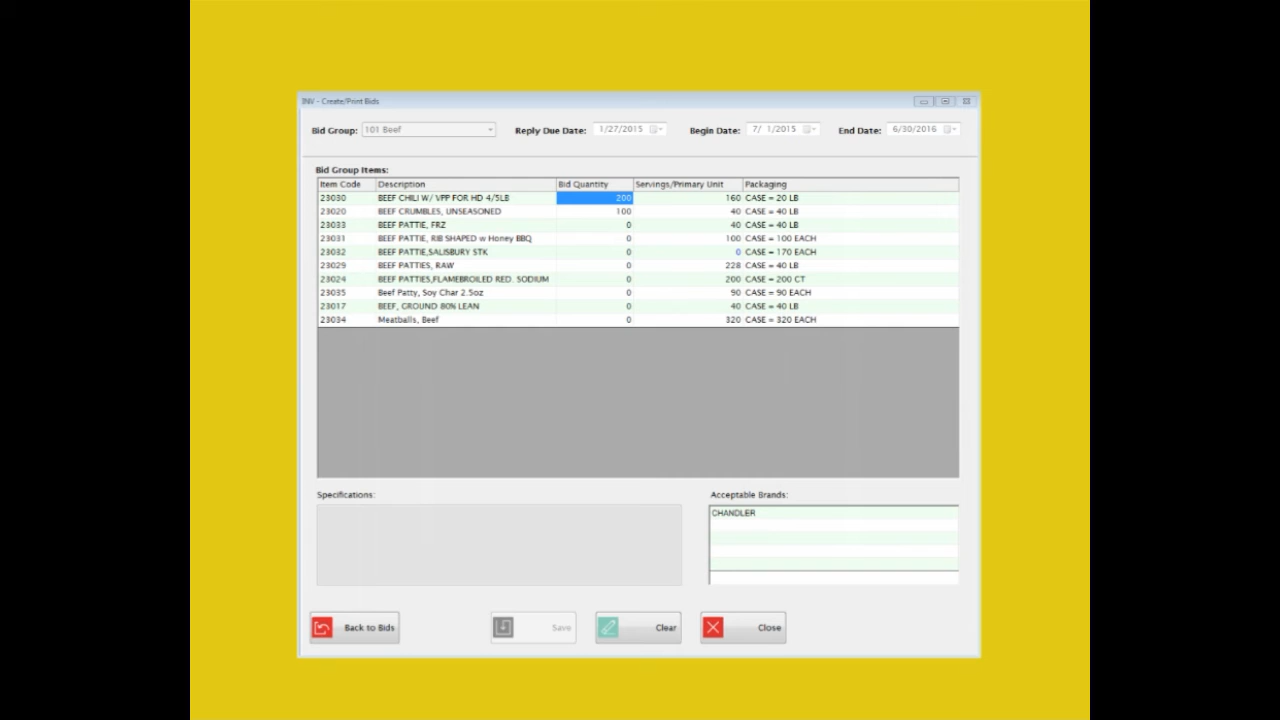 INV - Create/Print Bids
Bid Group: 101 Beef Reply Due Date: 1/27/2015 Begin Date: 7/ 1/2015 End Date: 6/30/2016
Bid Group Items:
Item Code Description Bid Quantity Servings/Primary Unit Packaging
23030 BEEF CHILI W/ VPP FOR HD 4/5LB 200 160 CASE = 20 LB
23020 BEEF CRUMBLES, UNSEASONED 100 40 CASE = 40 LB
23033 BEEF PATTIE, FRZ 0 40 CASE = 40 LB
23031 BEEF PATTIE, RIB SHAPED w Honey BBQ 0 100 CASE = 100 EACH
23032 BEEF PATTIE,SALISBURY STK 0 0 CASE = 170 EACH
23029 BEEF PATTIES, RAW 0 228 CASE = 40 LB
23024 BEEF PATTIES,FLAMEBROILED RED. SODIUM 0 200 CASE = 200 CT
23035 Beef Patty, Soy Char 2.5oz 0 90 CASE = 90 EACH
23017 BEEF, GROUND 80% LEAN 0 40 CASE = 40 LB
23034 Meatballs, Beef 0 320 CASE = 320 EACH
Specifications: Acceptable Brands:
CHANDLER
Back to Bids Save Clear Close